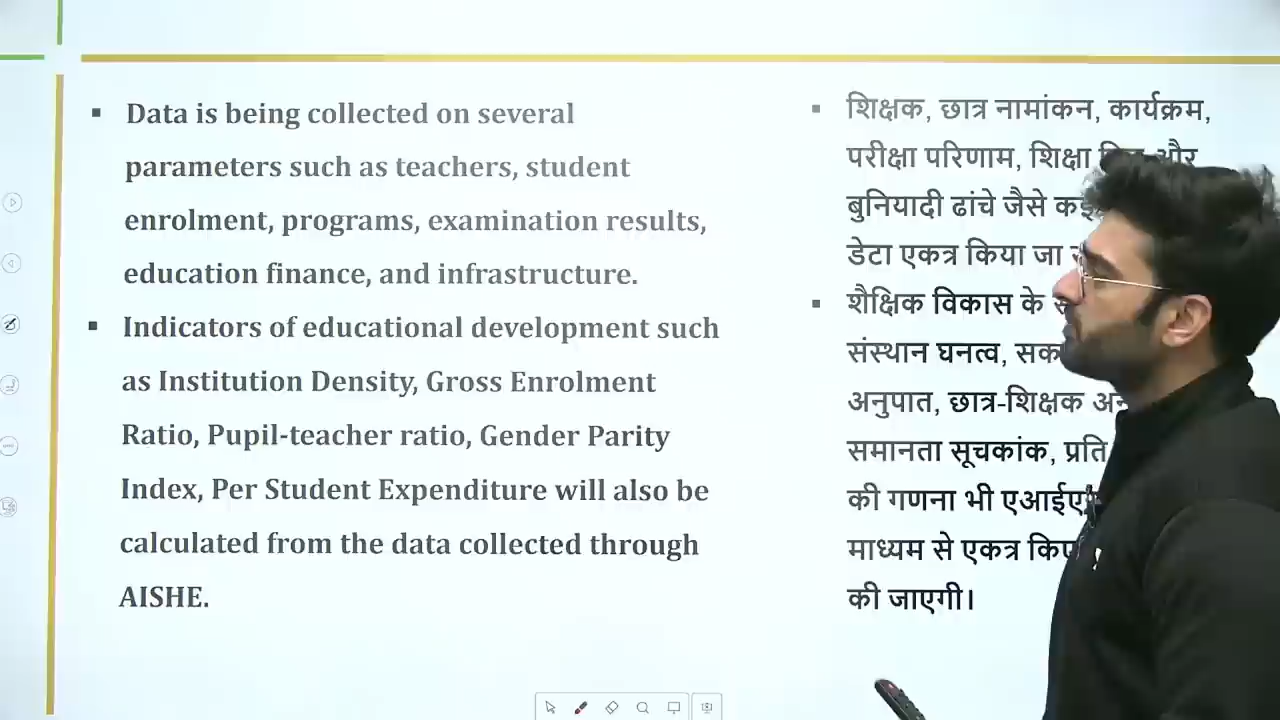 ▪ Data is being collected on several
parameters such as teachers, student
enrolment, programs, examination results,
education finance, and infrastructure.
▪ Indicators of educational development such
as Institution Density, Gross Enrolment
Ratio, Pupil-teacher ratio, Gender Parity
Index, Per Student Expenditure will also be
calculated from the data collected through
AISHE.
▪ शिक्षक, छात्र नामांकन, कार्यक्रम,
परीक्षा परिणाम, शिक्षा और
बुनियादी ढांचे जैसे
डेटा एकत्र किया जा
▪ शैक्षिक विकास के
संस्थान घनत्व,
अनुपात, छात्र-शिक्षक
समानता सूचकांक, प्रति
की गणना भी
माध्यम से एकत्र
की जाएगी।